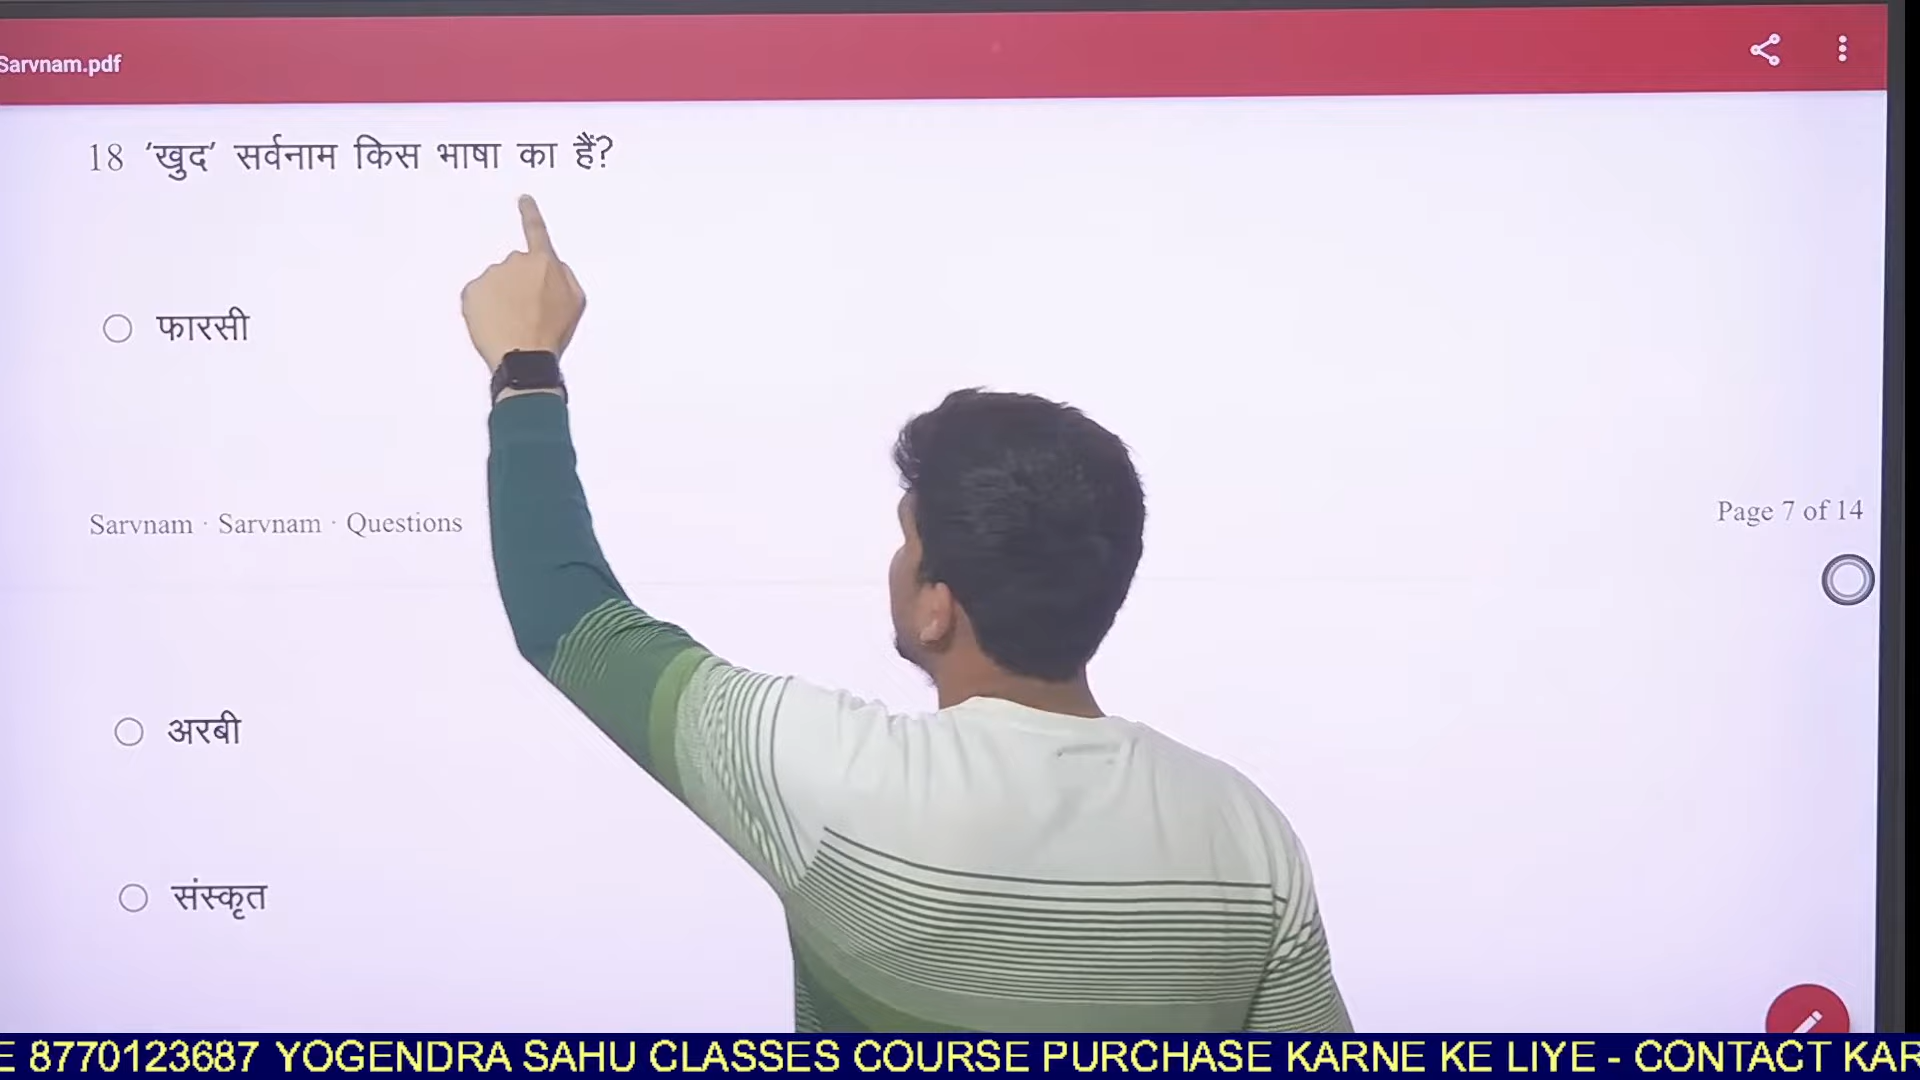 Sarvnam.pdf
18 ‘खुद’ सर्वनाम किस भाषा का हैं?
फारसी
Sarvnam · Sarvnam · Questions
Page 7 of 14
अरबी
संस्कृत
E 8770123687 YOGENDRA SAHU CLASSES COURSE PURCHASE KARNE KE LIYE - CONTACT KAR